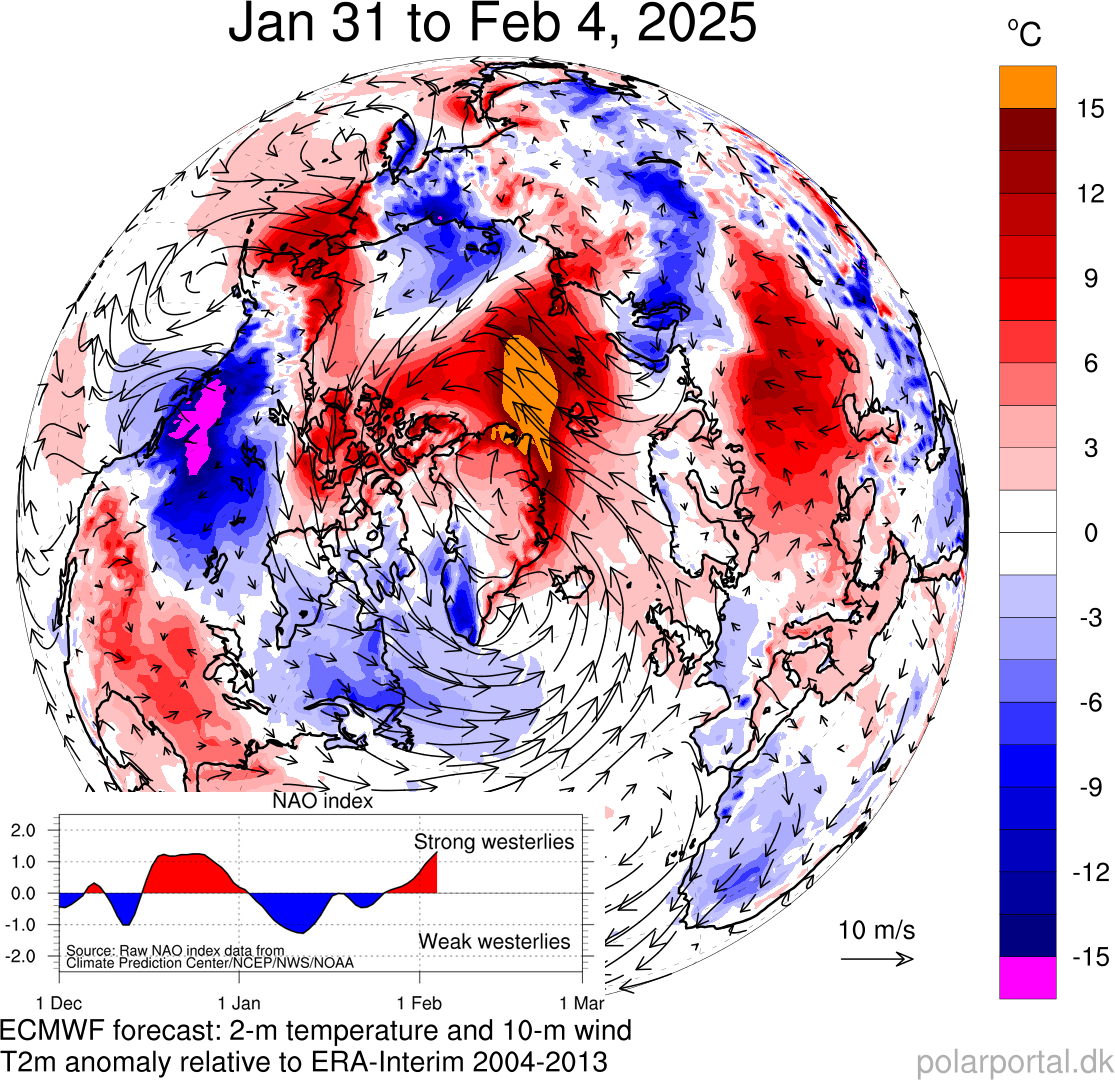 Jan 31 to Feb 4, 2025
oC
15
12
9
6
3
0
-3
-6
-9
-12
-15
NAO index
2.0
1.0
0.0
-1.0
-2.0
Strong westerlies
Weak westerlies
Source: Raw NAO index data from
Climate Prediction Center/NCEP/NWS/NOAA
1 Dec 1 Jan 1 Feb 1 Mar
10 m/s
ECMWF forecast: 2-m temperature and 10-m wind
T2m anomaly relative to ERA-Interim 2004-2013
polarportal.dk